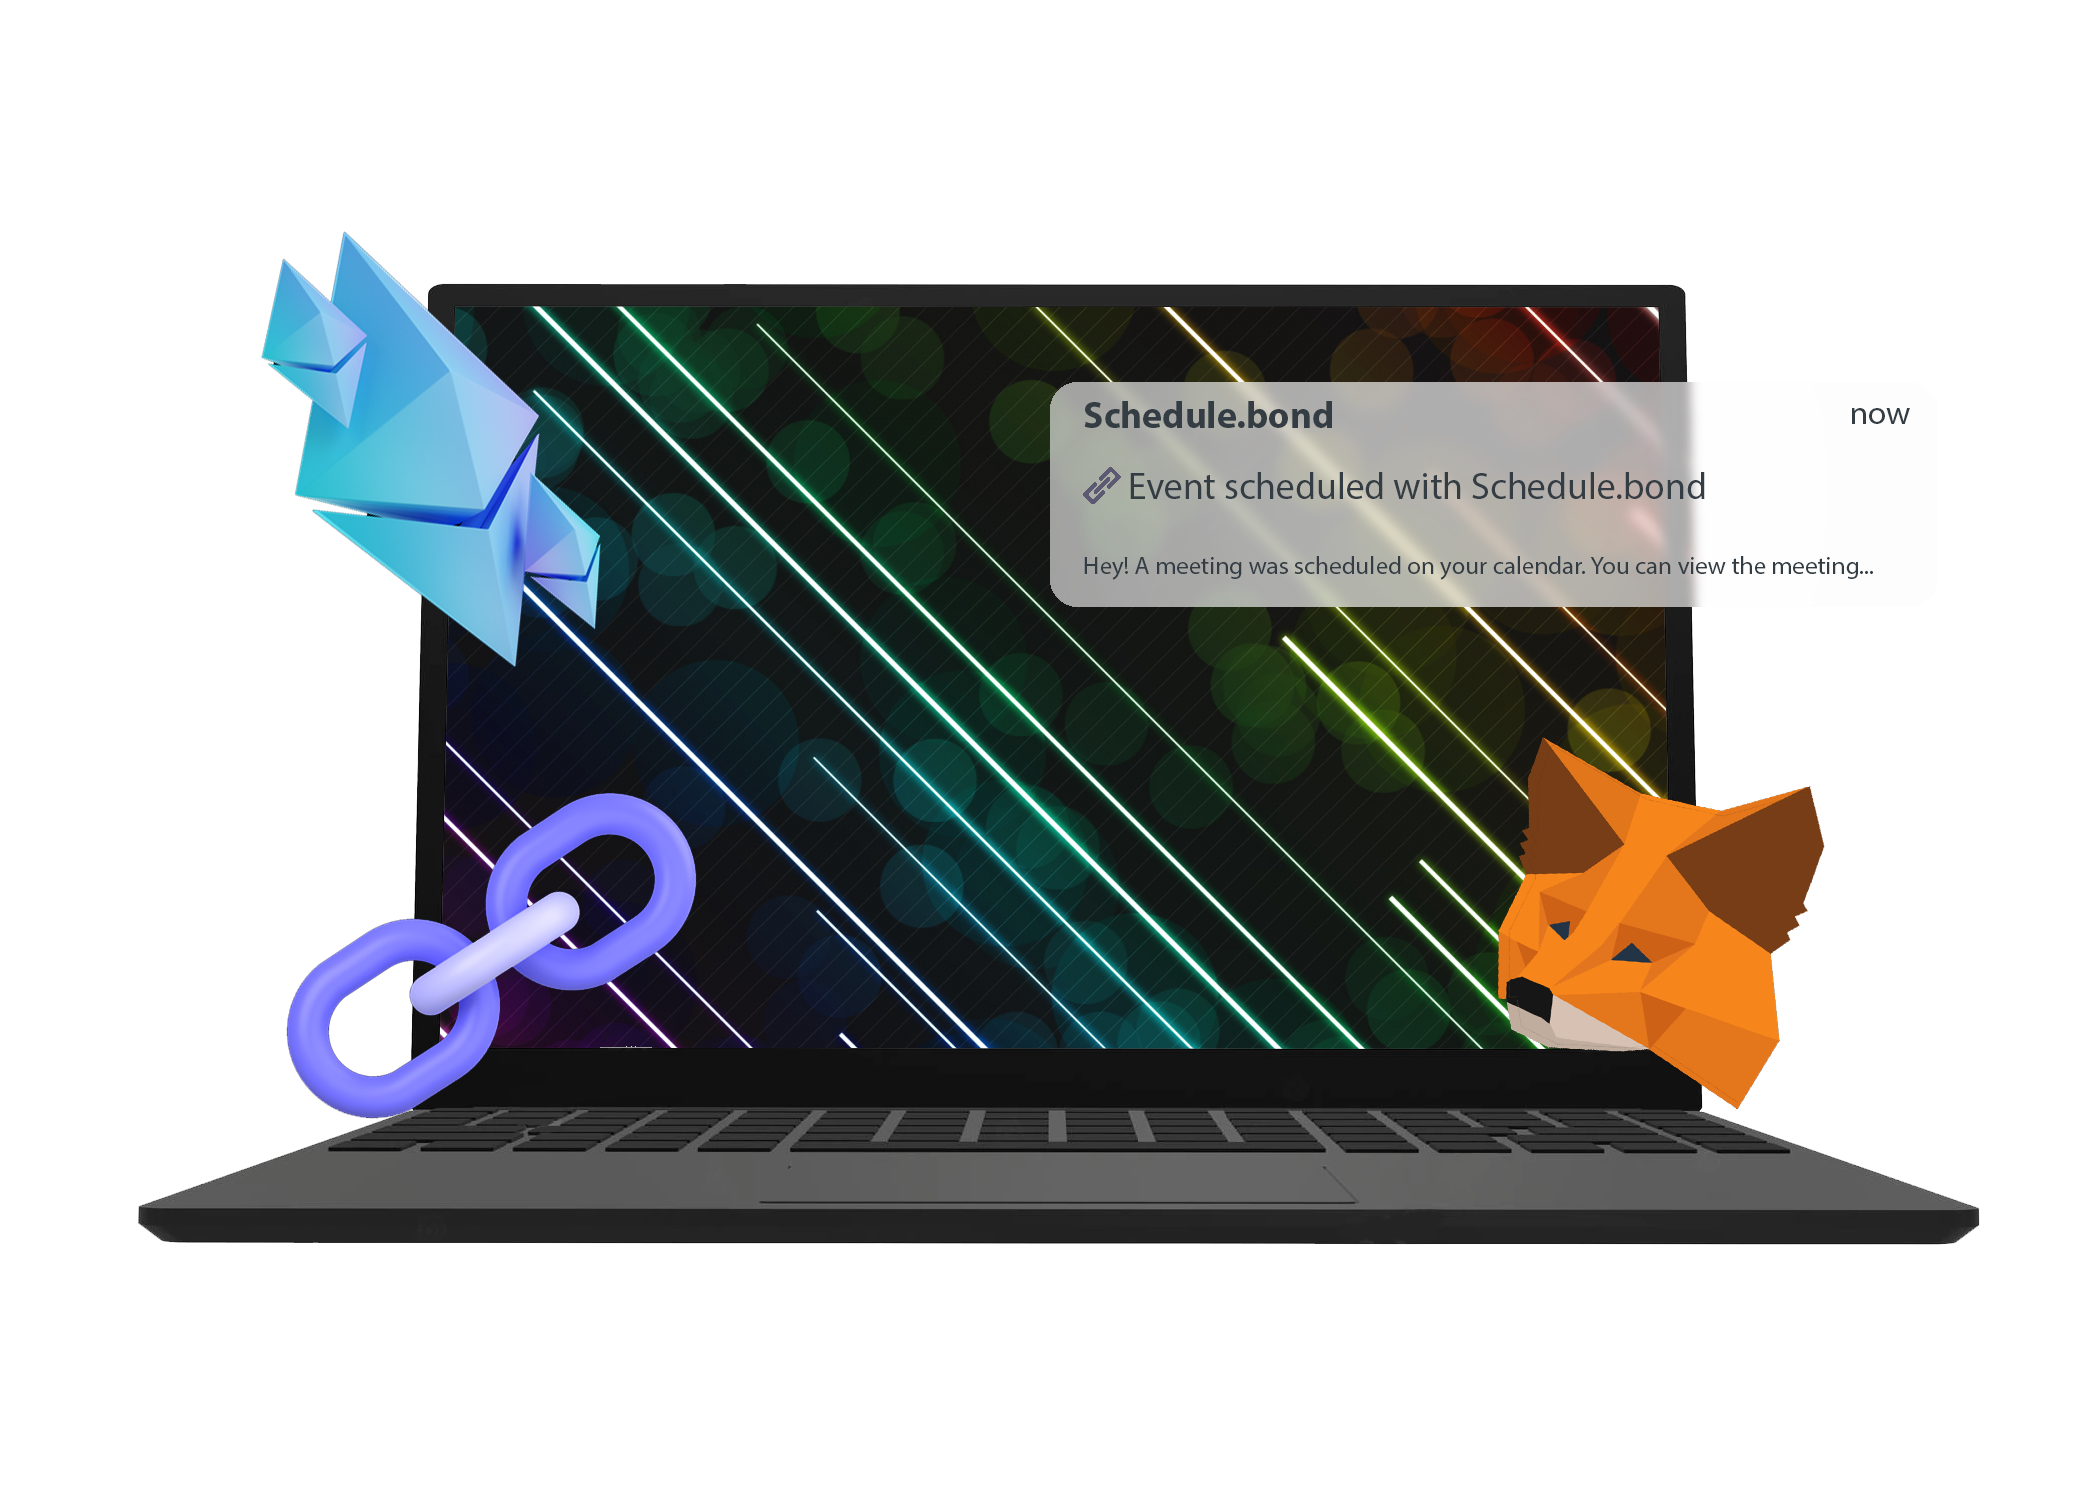 Schedule.bond
now
Event scheduled with Schedule.bond
Hey! A meeting was scheduled on your calendar. You can view the meeting...